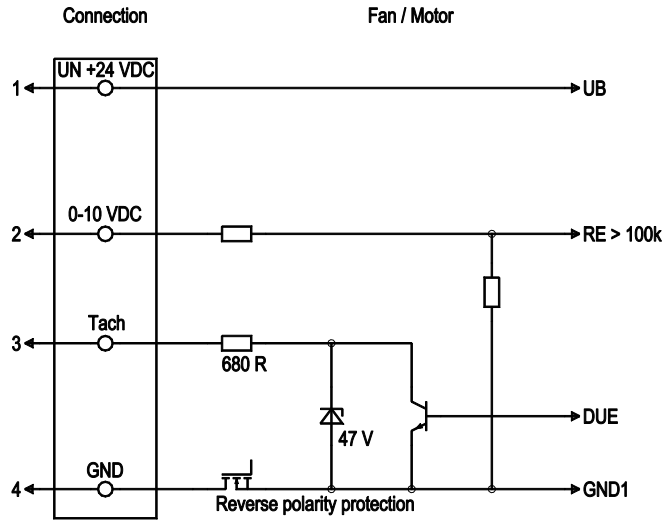 Connection Fan / Motor
UN +24 VDC
1 UB
0-10 VDC
2 RE > 100k
Tach
3
680 R
DUE
47 V
GND
4 GND1
Reverse polarity protection